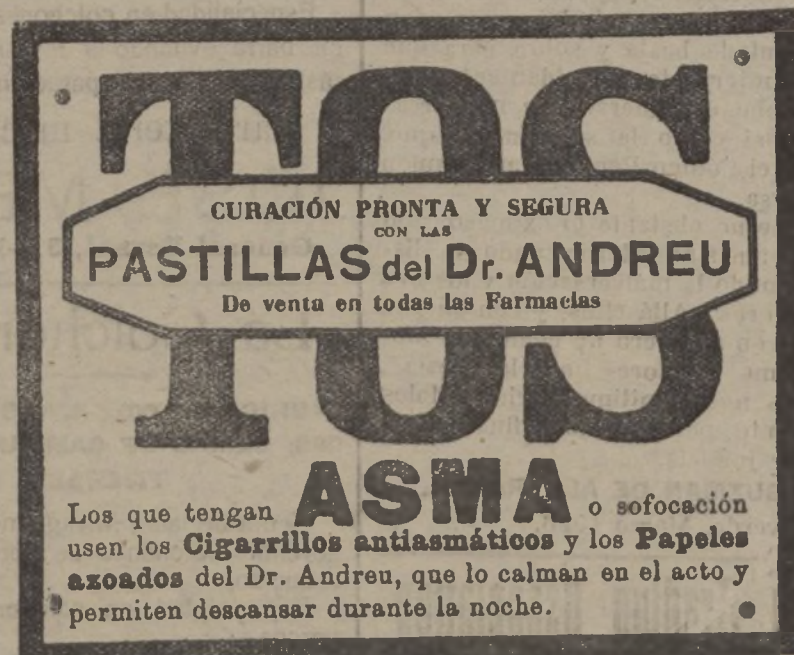 TOS
CURACIÓN PRONTA Y SEGURA
CON LAS
PASTILLAS del Dr. ANDREU
De venta en todas las Farmacias
Los que tengan ASMA o sofocación
usen los Cigarrillos antiasmáticos y los Papeles
azoados del Dr. Andreu, que lo calman en el acto y
permiten descansar durante la noche.